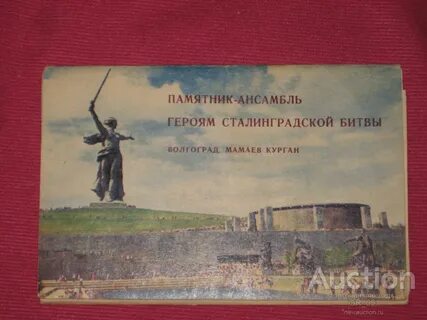 ПАМЯТНИК-АНСАМБЛЬ
ГЕРОЯМ СТАЛИНГРАДСКОЙ БИТВЫ
ВОЛГОГРАД. МАМАЕВ КУРГАН
Auction